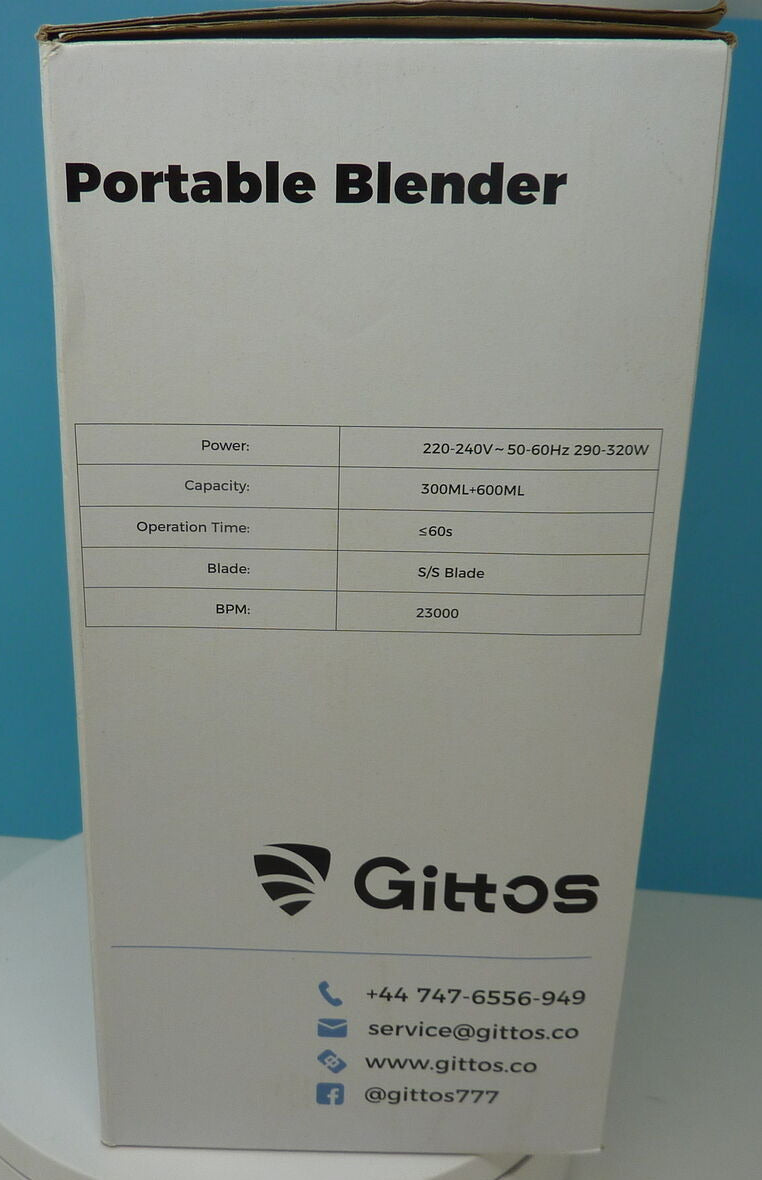 Portable Blender
Power: 220-240V~50-60Hz 290-320W
Capacity: 300ML+600ML
Operation Time: ≤60s
Blade: S/S Blade
BPM: 23000
Gittos
+44 747-6556-949
service@gittos.co
www.gittos.co
@gittos777